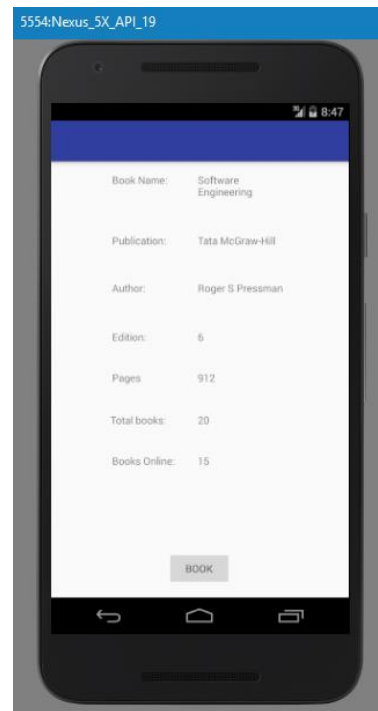 5554:Nexus_5X_API_19
3G 8:47
Book Name: Software
Engineering
Publication: Tata McGraw-Hill
Author: Roger S Pressman
Edition: 6
Pages 912
Total books: 20
Books Online: 15
BOOK